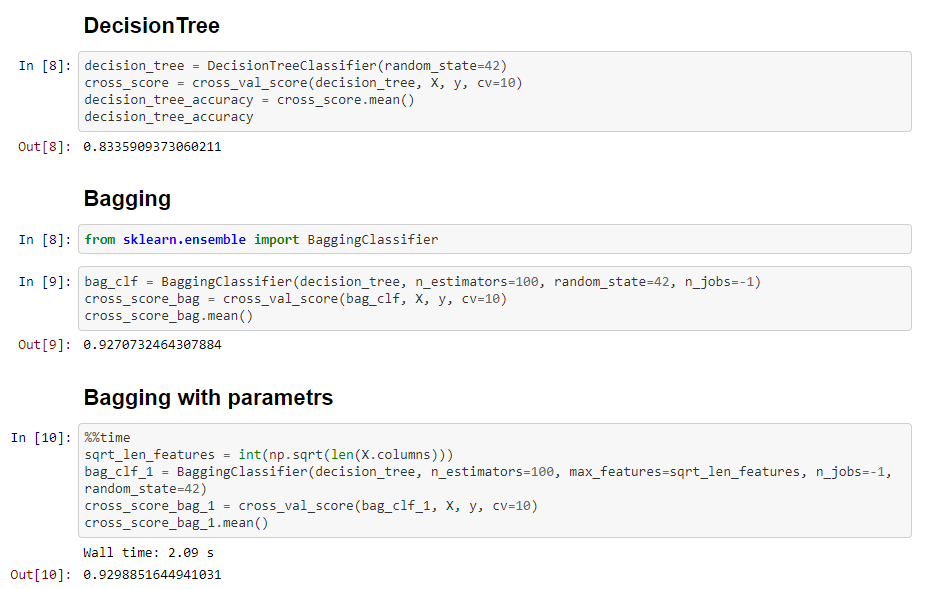 DecisionTree
In [8]: decision_tree = DecisionTreeClassifier(random_state=42)
cross_score = cross_val_score(decision_tree, X, y, cv=10)
decision_tree_accuracy = cross_score.mean()
decision_tree_accuracy
Out[8]: 0.8335909373060211
Bagging
In [8]: from sklearn.ensemble import BaggingClassifier
In [9]: bag_clf = BaggingClassifier(decision_tree, n_estimators=100, random_state=42, n_jobs=-1)
cross_score_bag = cross_val_score(bag_clf, X, y, cv=10)
cross_score_bag.mean()
Out[9]: 0.9270732464307884
Bagging with parametrs
In [10]: %%time
sqrt_len_features = int(np.sqrt(len(X.columns)))
bag_clf_1 = BaggingClassifier(decision_tree, n_estimators=100, max_features=sqrt_len_features, n_jobs=-1,
random_state=42)
cross_score_bag_1 = cross_val_score(bag_clf_1, X, y, cv=10)
cross_score_bag_1.mean()
Wall time: 2.09 s
Out[10]: 0.9298851644941031